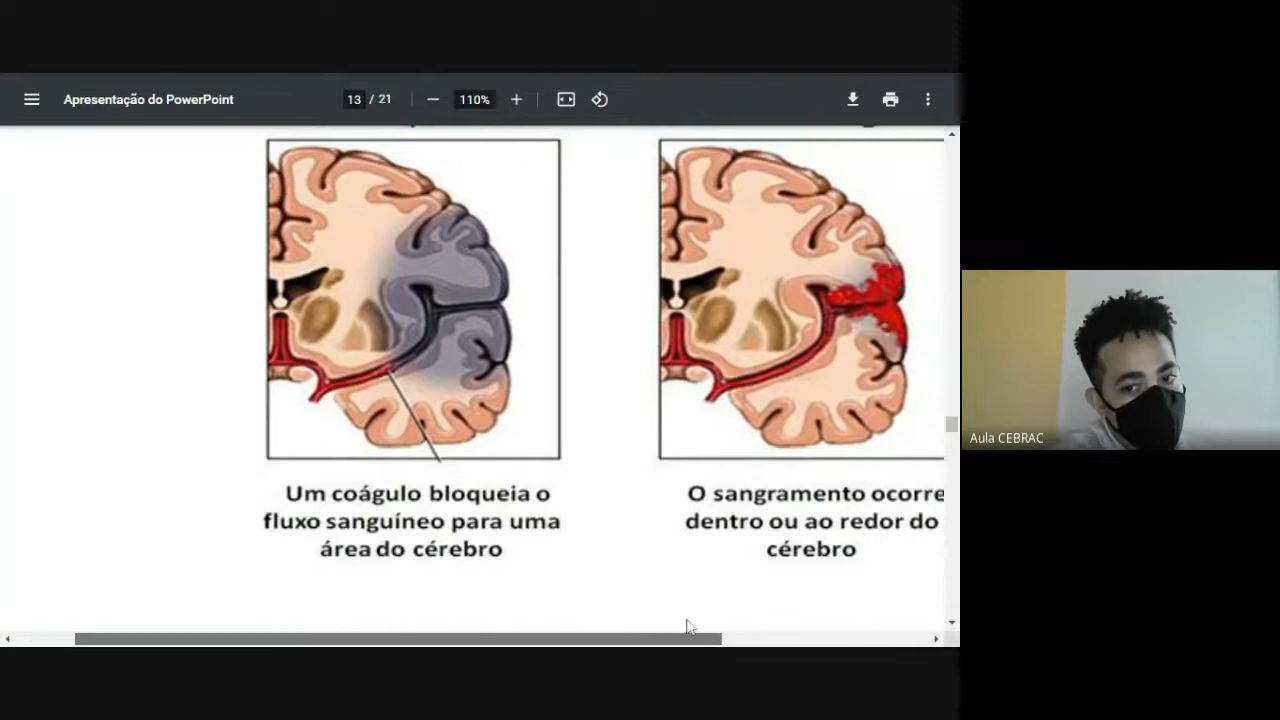 Apresentação do PowerPoint
13 / 21
110%
Um coágulo bloqueia o
fluxo sanguíneo para uma
área do cérebro
O sangramento ocorre
dentro ou ao redor do
cérebro
Aula CEBRAC